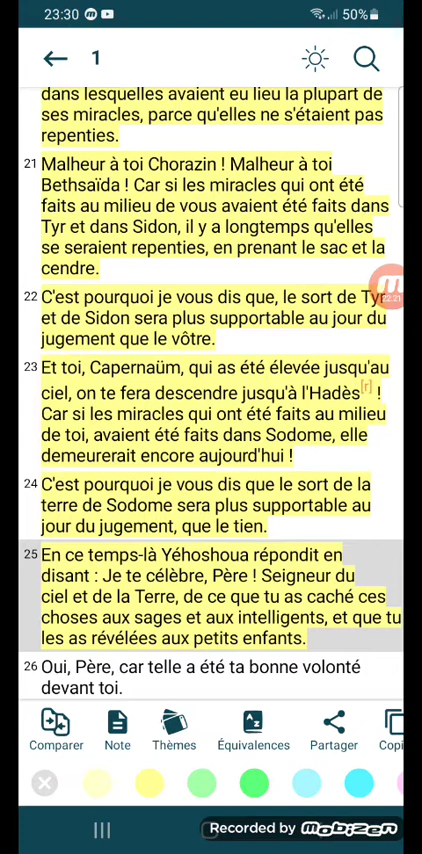 23:30 50%
1
dans lesquelles avaient eu lieu la plupart de
ses miracles, parce qu'elles ne s'étaient pas
repenties.
21 Malheur à toi Chorazin ! Malheur à toi
Bethsaïda ! Car si les miracles qui ont été
faits au milieu de vous avaient été faits dans
Tyr et dans Sidon, il y a longtemps qu'elles
se seraient repenties, en prenant le sac et la
cendre.
22 C'est pourquoi je vous dis que, le sort de Tyr
22:21
et de Sidon sera plus supportable au jour du
jugement que le vôtre.
23 Et toi, Capernaüm, qui as été élevée jusqu'au
ciel, on te fera descendre jusqu'à l'Hadès[r] !
Car si les miracles qui ont été faits au milieu
de toi, avaient été faits dans Sodome, elle
demeurerait encore aujourd'hui !
24 C'est pourquoi je vous dis que le sort de la
terre de Sodome sera plus supportable au
jour du jugement, que le tien.
25 En ce temps-là Yéhoshoua répondit en
disant : Je te célèbre, Père ! Seigneur du
ciel et de la Terre, de ce que tu as caché ces
choses aux sages et aux intelligents, et que tu
les as révélées aux petits enfants.
26 Oui, Père, car telle a été ta bonne volonté
devant toi.
Comparer Note Thèmes Équivalences Partager Copi
Recorded by mobizen